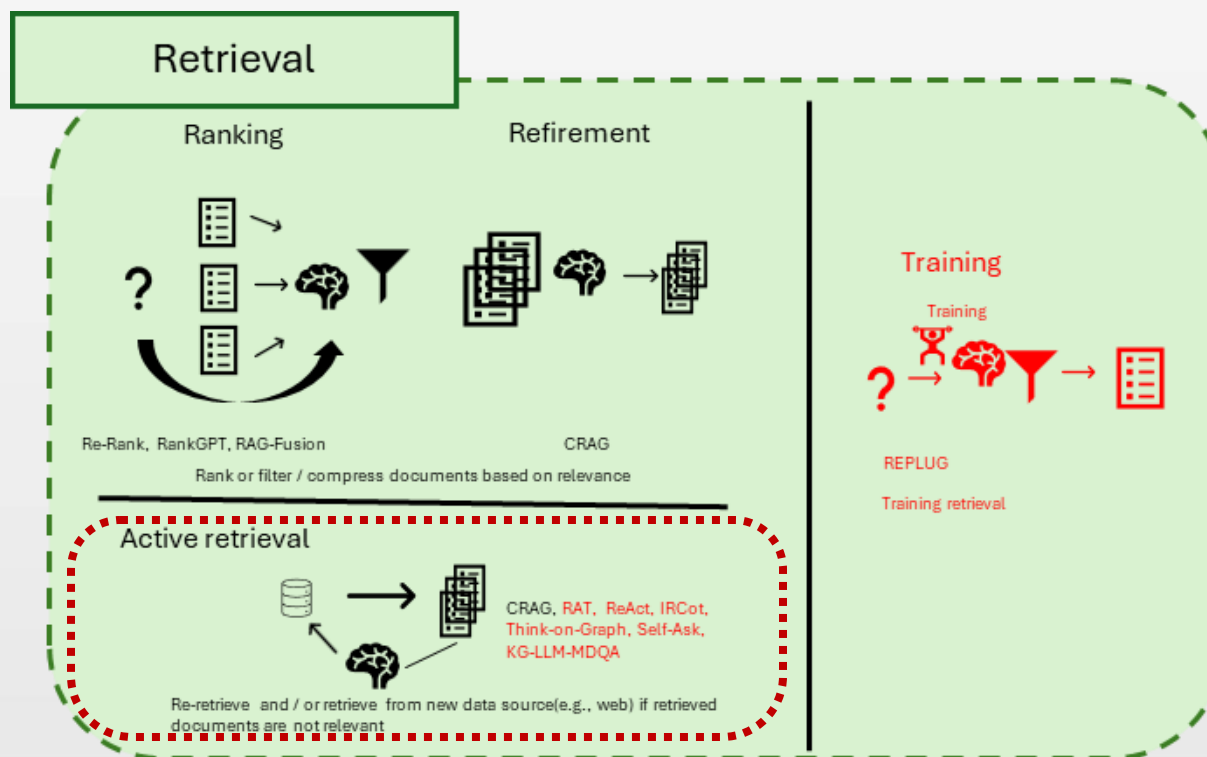 Retrieval
Ranking
Refirement
?
Re-Rank, RankGPT, RAG-Fusion
CRAG
Rank or filter / compress documents based on relevance
Active retrieval
CRAG, RAT, ReAct, IRCot,
Think-on-Graph, Self-Ask,
KG-LLM-MDQA
Re-retrieve and / or retrieve from new data source(e.g., web) if retrieved
documents are not relevant
Training
Training
?
REPLUG
Training retrieval